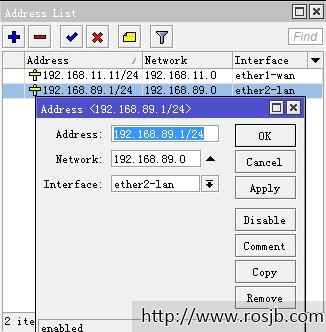 Address List
Find
Address Network Interface
192.168.11.11/24 192.168.11.0 ether1-wan
192.168.89.1/24 192.168.89.0 ether2-lan
Address <192.168.89.1/24>
Address: 192.168.89.1/24 OK
Network: 192.168.89.0 Cancel
Interface: ether2-lan Apply
Disable
Comment
Copy
Remove
2 ite
enabled
http://www.rosjb.com